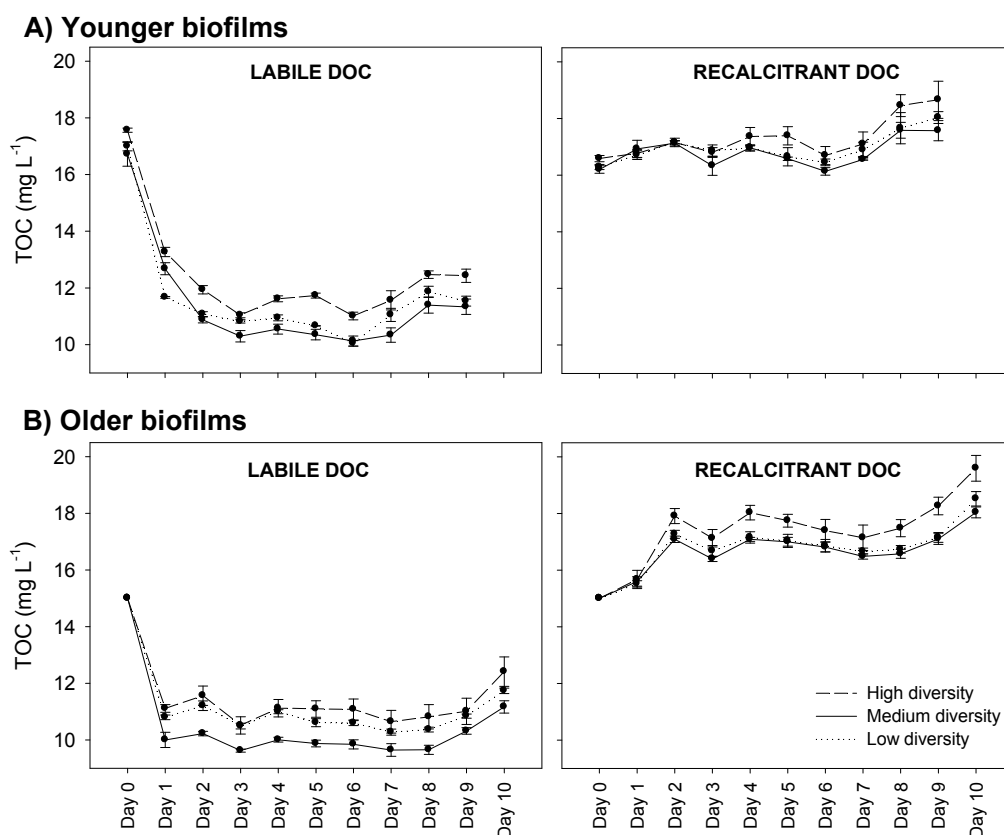 A) Younger biofilms
LABILE DOC
RECALCITRANT DOC
TOC (mg L⁻¹)
20
18
16
14
12
10
B) Older biofilms
LABILE DOC
RECALCITRANT DOC
TOC (mg L⁻¹)
20
18
16
14
12
10
High diversity
Medium diversity
Low diversity
Day 0
Day 1
Day 2
Day 3
Day 4
Day 5
Day 6
Day 7
Day 8
Day 9
Day 10
Day 0
Day 1
Day 2
Day 3
Day 4
Day 5
Day 6
Day 7
Day 8
Day 9
Day 10